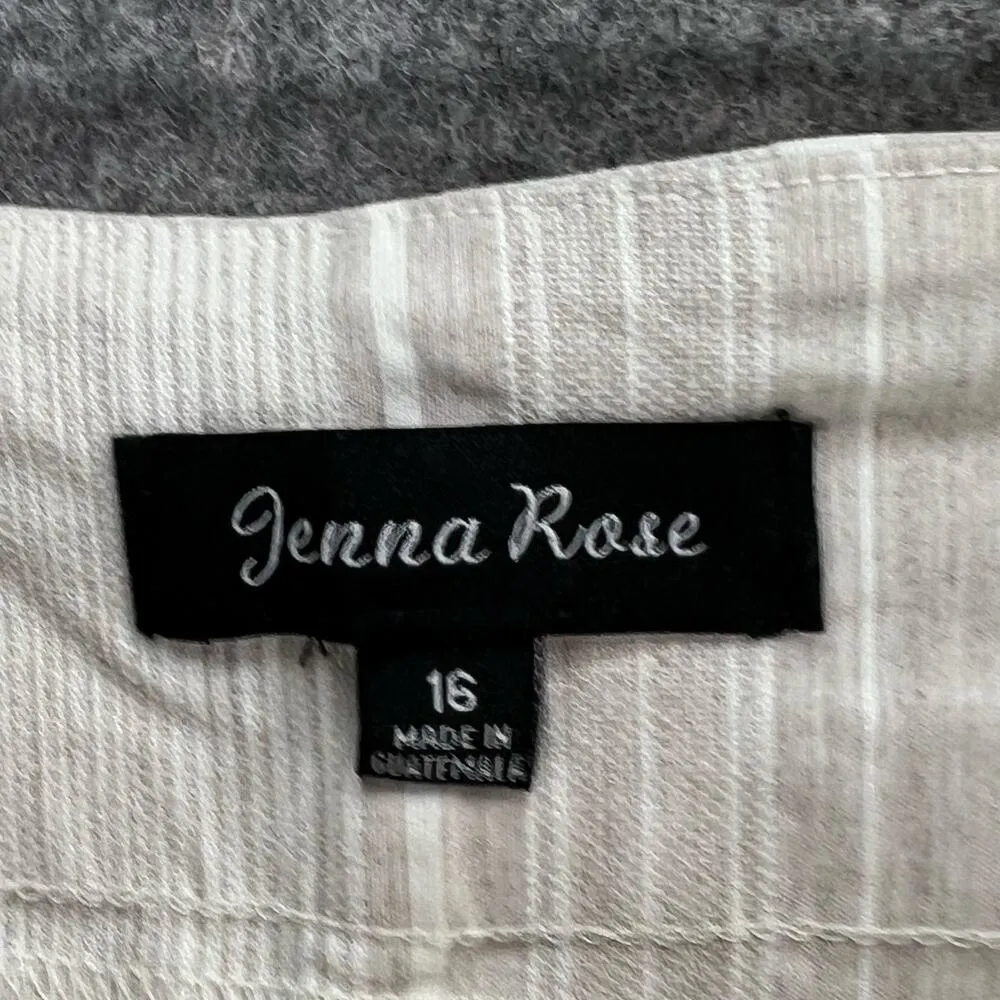 Jenna Rose
16
MADE IN
GUATEMALA